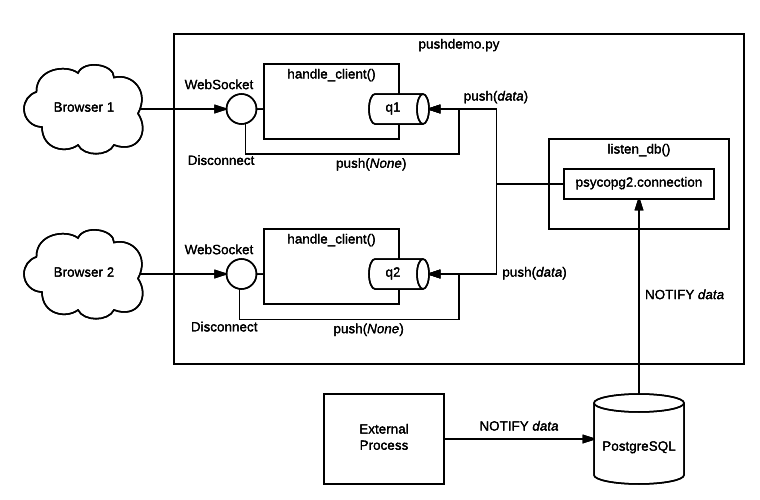 pushdemo.py
WebSocket
handle_client()
Browser 1
q1
push(data)
Disconnect
push(None)
listen_db()
psycopg2.connection
WebSocket
handle_client()
Browser 2
q2
push(data)
Disconnect
push(None)
NOTIFY data
External
Process
NOTIFY data
PostgreSQL